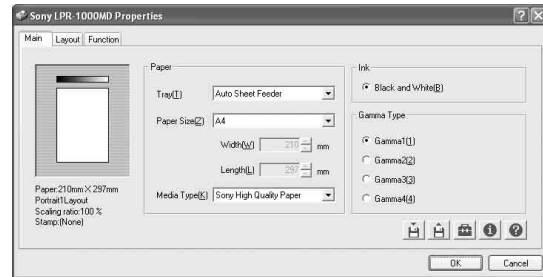 Sony LPR-1000MD Properties
Main Layout Function
Paper
Tray(T) Auto Sheet Feeder
Paper Size(Z) A4
Width(W) 210 mm
Length(L) 297 mm
Media Type(K) Sony High Quality Paper
Ink
Black and White(B)
Gamma Type
Gamma1(1)
Gamma2(2)
Gamma3(3)
Gamma4(4)
Paper:210mm X 297mm
Portrait1Layout
Scaling ratio:100 %
Stamp:(None)
OK Cancel